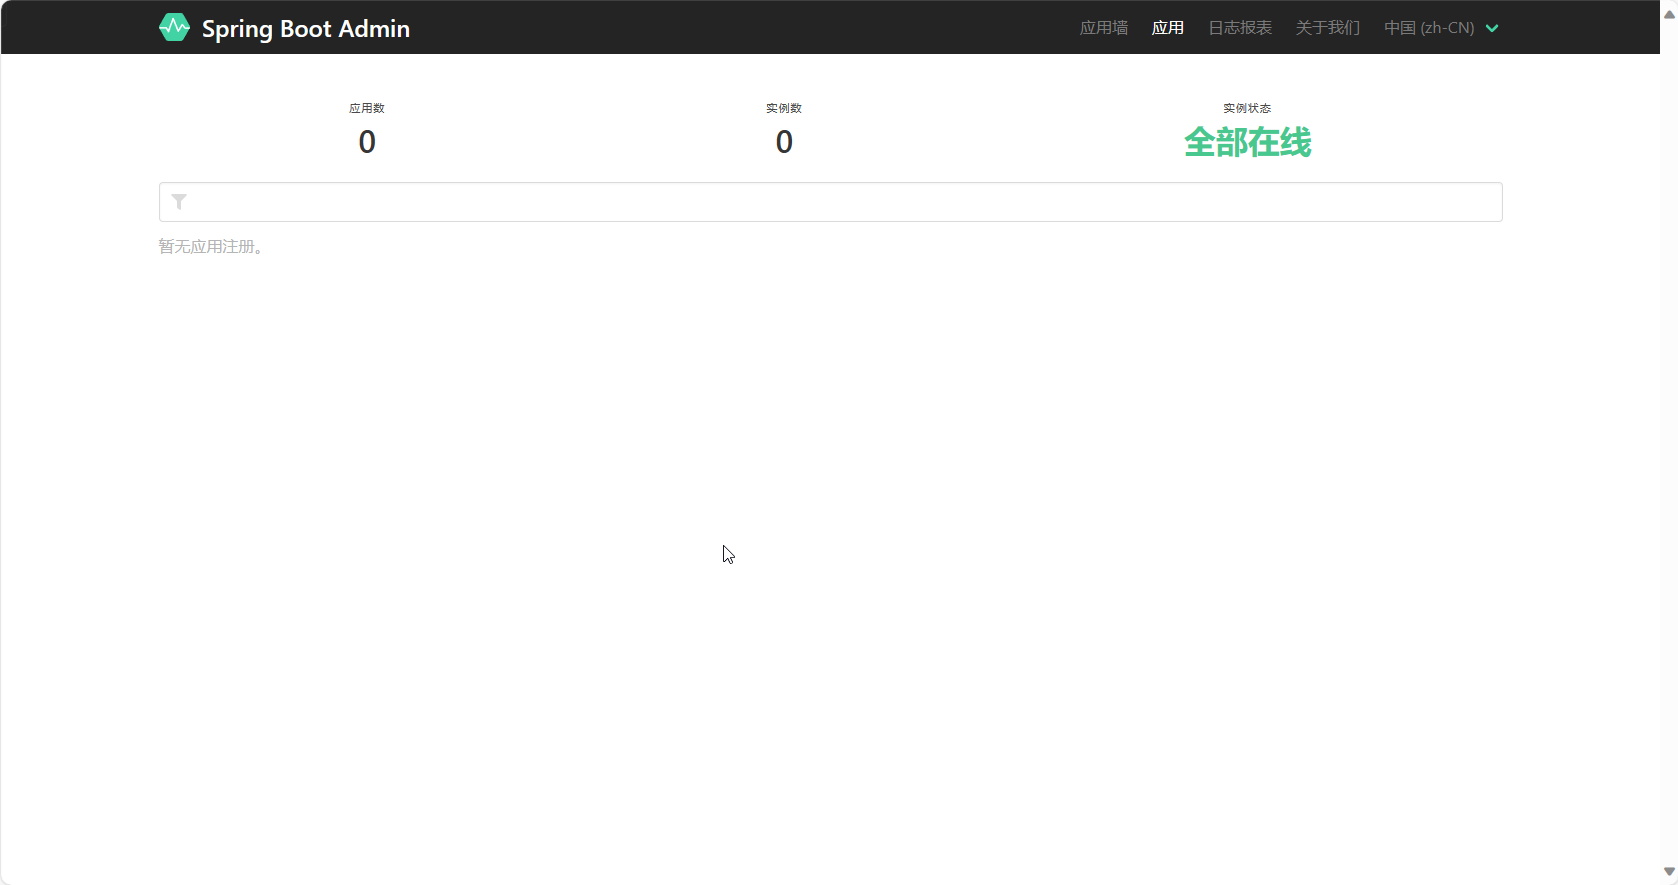 Spring Boot Admin
应用墙 应用 日志报表 关于我们 中国 (zh-CN)
应用数 实例数 实例状态
0 0 全部在线
暂无应用注册。